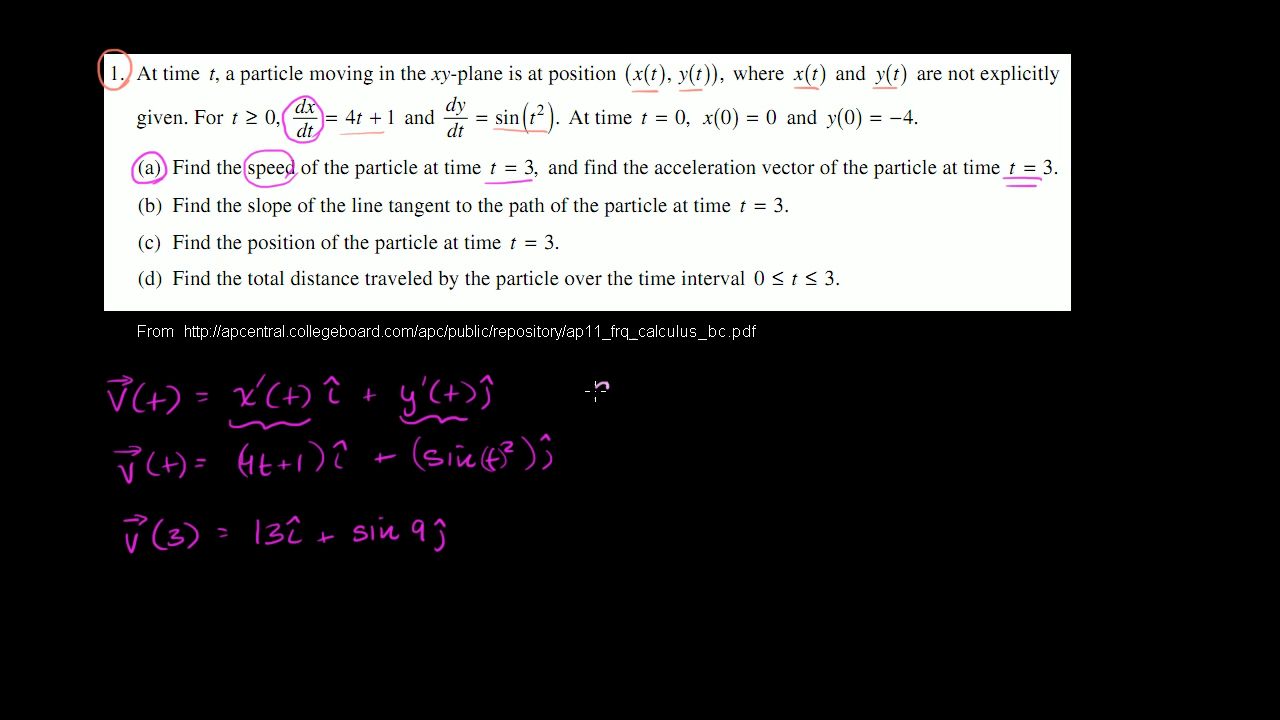 1. At time t, a particle moving in the xy-plane is at position (x(t), y(t)), where x(t) and y(t) are not explicitly
given. For t ≥ 0, dx/dt = 4t + 1 and dy/dt = sin(t²). At time t = 0, x(0) = 0 and y(0) = −4.
(a) Find the speed of the particle at time t = 3, and find the acceleration vector of the particle at time t = 3.
(b) Find the slope of the line tangent to the path of the particle at time t = 3.
(c) Find the position of the particle at time t = 3.
(d) Find the total distance traveled by the particle over the time interval 0 ≤ t ≤ 3.
From http://apcentral.collegeboard.com/apc/public/repository/ap11_frq_calculus_bc.pdf
v⃗(t) = x'(t) î + y'(t) ĵ
v⃗(t) = (4t+1) î + (sin(t)²) ĵ
v⃗(3) = 13 î + sin 9 ĵ